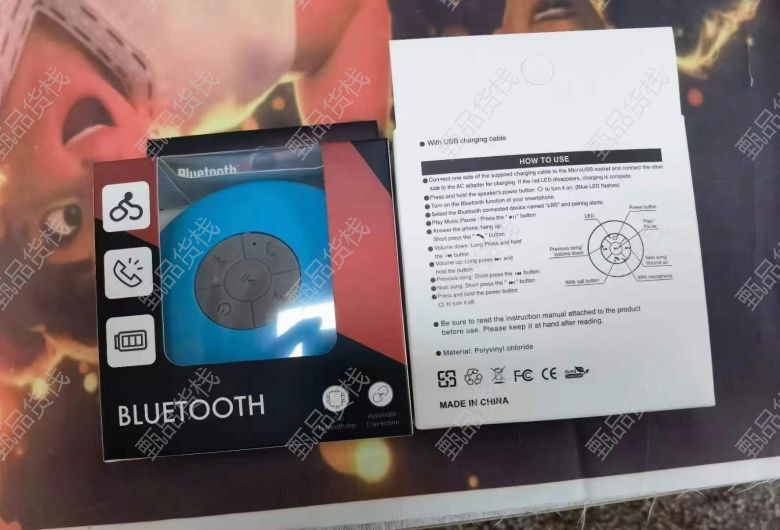 Bluetooth
BLUETOOTH
Automatic
Connection
With USB charging cable
HOW TO USE
Connect one side of the supplied charging cable to the MicroUSB socket and connect the other
side to the AC adapter for charging. If the red LED disappears, charging is complete.
Press and hold the speaker's power button ⏻ to turn it on. (Blue LED flashes)
Turn on the Bluetooth function of your smartphone.
Select the Bluetooth connected device named "LBS" and pairing starts.
Play Music Pause : Press the "⏯" button
Answer the phone, hang up:
Short press the "📞" button
Volume down: Long Press and hold
the ⏮ button
Volume up: Long press ⏭ and
hold the button
Previous song: Short press the ⏮ button
Next song: Short press the "⏭" button
Press and hold the power button
⏻ to turn it off.
LED
Power button
Play/
Pause
Previous song/
Volume down
Next song/
Volume up
With call button
With microphone
Be sure to read the instruction manual attached to the product
before use. Please keep it at hand after reading.
Material: Polyvinyl chloride
FC CE RoHS
MADE IN CHINA
甄品货栈